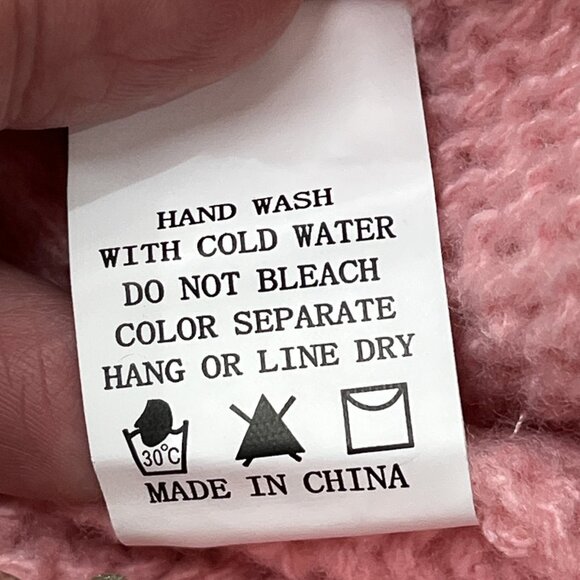 HAND WASH
WITH COLD WATER
DO NOT BLEACH
COLOR SEPARATE
HANG OR LINE DRY
30°C
MADE IN CHINA